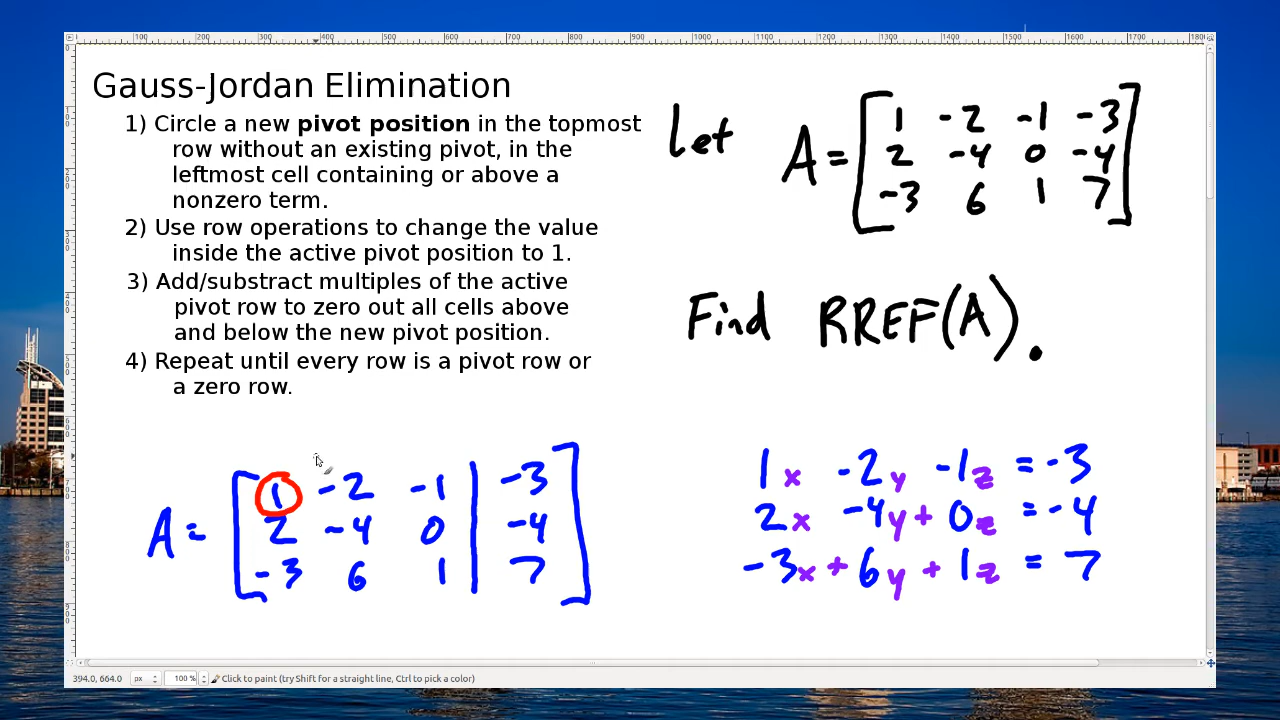 Gauss-Jordan Elimination
1) Circle a new pivot position in the topmost
row without an existing pivot, in the
leftmost cell containing or above a
nonzero term.
2) Use row operations to change the value
inside the active pivot position to 1.
3) Add/substract multiples of the active
pivot row to zero out all cells above
and below the new pivot position.
4) Repeat until every row is a pivot row or
a zero row.
Let A = [ 1 -2 -1 -3
2 -4 0 -4
-3 6 1 7 ]
Find RREF(A).
A = [ 1 -2 -1 | -3
2 -4 0 | -4
-3 6 1 | 7 ]
1x -2y -1z = -3
2x -4y + 0z = -4
-3x + 6y + 1z = 7
394.0, 664.0 px 100 % Click to paint (try Shift for a straight line, Ctrl to pick a color)